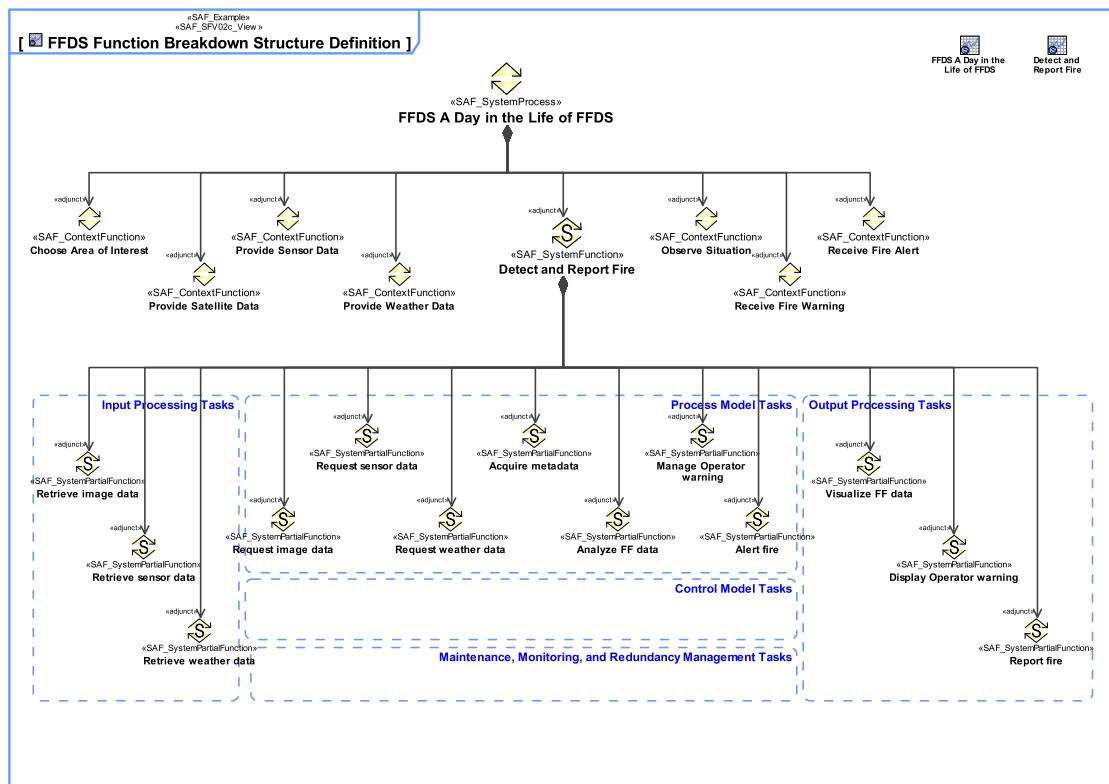 «SAF_Example»
«SAF_SFV02c_View »
[ FFDS Function Breakdown Structure Definition ]
FFDS A Day in the
Life of FFDS
Detect and
Report Fire
«SAF_SystemProcess»
FFDS A Day in the Life of FFDS
«adjunct»
«SAF_ContextFunction»
Choose Area of Interest
«adjunct»
«SAF_ContextFunction»
Provide Satellite Data
«adjunct»
«SAF_ContextFunction»
Provide Sensor Data
«adjunct»
«SAF_ContextFunction»
Provide Weather Data
«adjunct»
S
«SAF_SystemFunction»
Detect and Report Fire
«adjunct»
«SAF_ContextFunction»
Observe Situation
«adjunct»
«SAF_ContextFunction»
Receive Fire Warning
«adjunct»
«SAF_ContextFunction»
Receive Fire Alert
Input Processing Tasks
«adjunct»
S
«SAF_SystemPartialFunction»
Retrieve image data
«adjunct»
S
«SAF_SystemPartialFunction»
Retrieve sensor data
«adjunct»
S
«SAF_SystemPartialFunction»
Retrieve weather data
Process Model Tasks
«adjunct»
S
«SAF_SystemPartialFunction»
Request image data
«adjunct»
S
«SAF_SystemPartialFunction»
Request sensor data
«adjunct»
S
«SAF_SystemPartialFunction»
Request weather data
«adjunct»
S
«SAF_SystemPartialFunction»
Acquire metadata
«adjunct»
S
«SAF_SystemPartialFunction»
Analyze FF data
«adjunct»
S
«SAF_SystemPartialFunction»
Manage Operator
warning
«adjunct»
S
«SAF_SystemPartialFunction»
Alert fire
Control Model Tasks
Maintenance, Monitoring, and Redundancy Management Tasks
Output Processing Tasks
«adjunct»
S
«SAF_SystemPartialFunction»
Visualize FF data
«adjunct»
S
«SAF_SystemPartialFunction»
Display Operator warning
«adjunct»
S
«SAF_SystemPartialFunction»
Report fire